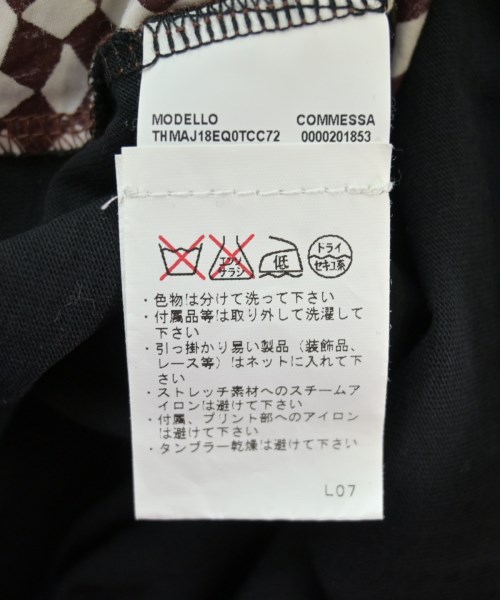 MODELLO COMMESSA
THMAJ18EQ0TCC72 0000201853
エンソ
サラシ
低
ドライ
セキユ系
・色物は分けて洗って下さい
・付属品等は取り外して洗濯して
下さい
・引っ掛かり易い製品（装飾品、
レース等）はネットに入れて下
さい
・ストレッチ素材へのスチームア
イロンは避けて下さい
・付属、プリント部へのアイロン
は避けて下さい
・タンブラー乾燥は避けて下さい
L07